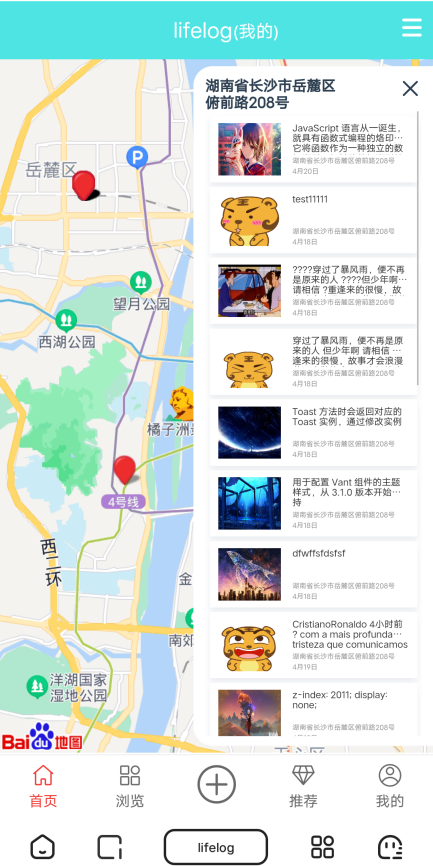 lifelog(我的)
岳麓区
P
望月公园
西湖公园
橘子洲
4号线
西二环
金
南郊
洋湖国家
湿地公园
Bai du 地图
湖南省长沙市岳麓区
俯前路208号
JavaScript 语言从一诞生,
就具有函数式编程的烙印…
它将函数作为一种独立的数
湖南省长沙市岳麓区俯前路208号
4月20日
test11111
湖南省长沙市岳麓区俯前路208号
4月18日
????穿过了暴风雨，便不再
是原来的人 ????但少年啊…
请相信 ?重逢来的很慢，故
湖南省长沙市岳麓区俯前路208号
4月18日
穿过了暴风雨，便不再是原
来的人 但少年啊 请相信 …
逢来的很慢，故事才会浪漫
湖南省长沙市岳麓区俯前路208号
4月18日
Toast 方法时会返回对应的
Toast 实例，通过修改实例
湖南省长沙市岳麓区俯前路208号
4月18日
用于配置 Vant 组件的主题
样式，从 3.1.0 版本开始…
持
湖南省长沙市岳麓区俯前路208号
4月18日
dfwffsfdsfsf
湖南省长沙市岳麓区俯前路208号
4月18日
CristianoRonaldo 4小时前
? com a mais profunda…
tristeza que comunicamos
湖南省长沙市岳麓区俯前路208号
4月19日
z-index: 2011; display:
none;
湖南省长沙市岳麓区俯前路208号
首页
浏览
推荐
我的
lifelog